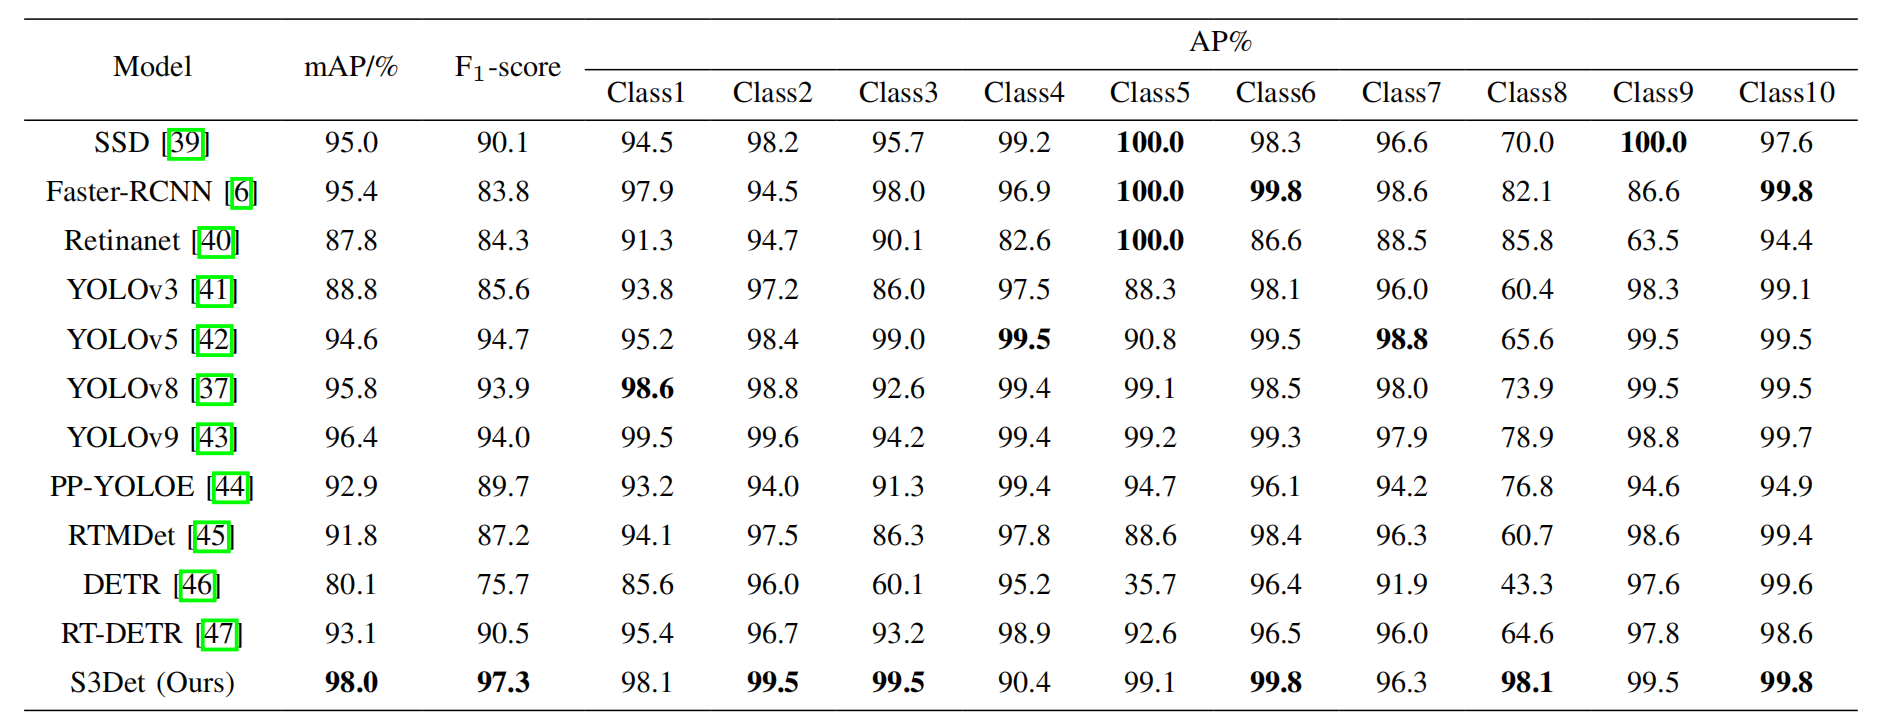 Model mAP/% F1-score AP%
Class1 Class2 Class3 Class4 Class5 Class6 Class7 Class8 Class9 Class10
SSD [39] 95.0 90.1 94.5 98.2 95.7 99.2 100.0 98.3 96.6 70.0 100.0 97.6
Faster-RCNN [6] 95.4 83.8 97.9 94.5 98.0 96.9 100.0 99.8 98.6 82.1 86.6 99.8
Retinanet [40] 87.8 84.3 91.3 94.7 90.1 82.6 100.0 86.6 88.5 85.8 63.5 94.4
YOLOv3 [41] 88.8 85.6 93.8 97.2 86.0 97.5 88.3 98.1 96.0 60.4 98.3 99.1
YOLOv5 [42] 94.6 94.7 95.2 98.4 99.0 99.5 90.8 99.5 98.8 65.6 99.5 99.5
YOLOv8 [37] 95.8 93.9 98.6 98.8 92.6 99.4 99.1 98.5 98.0 73.9 99.5 99.5
YOLOv9 [43] 96.4 94.0 99.5 99.6 94.2 99.4 99.2 99.3 97.9 78.9 98.8 99.7
PP-YOLOE [44] 92.9 89.7 93.2 94.0 91.3 99.4 94.7 96.1 94.2 76.8 94.6 94.9
RTMDet [45] 91.8 87.2 94.1 97.5 86.3 97.8 88.6 98.4 96.3 60.7 98.6 99.4
DETR [46] 80.1 75.7 85.6 96.0 60.1 95.2 35.7 96.4 91.9 43.3 97.6 99.6
RT-DETR [47] 93.1 90.5 95.4 96.7 93.2 98.9 92.6 96.5 96.0 64.6 97.8 98.6
S3Det (Ours) 98.0 97.3 98.1 99.5 99.5 90.4 99.1 99.8 96.3 98.1 99.5 99.8